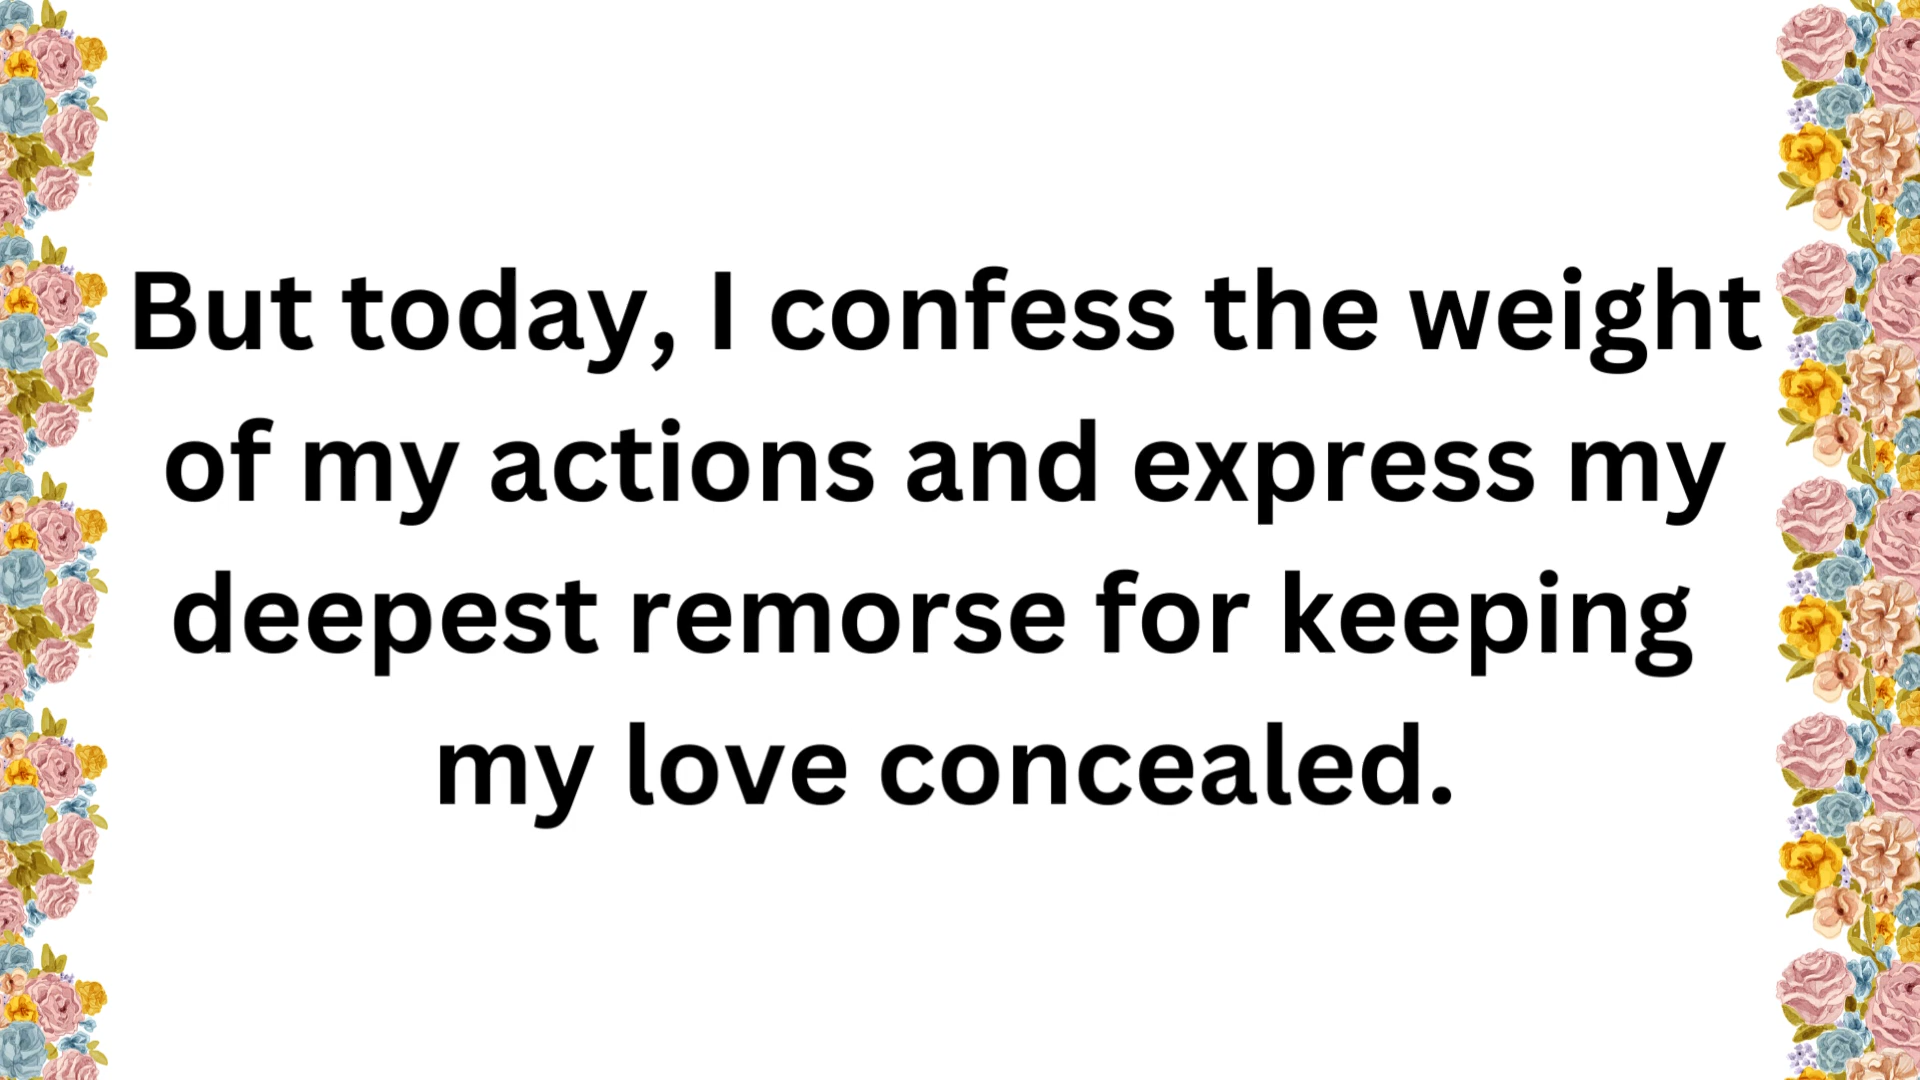 But today, I confess the weight
of my actions and express my
deepest remorse for keeping
my love concealed.